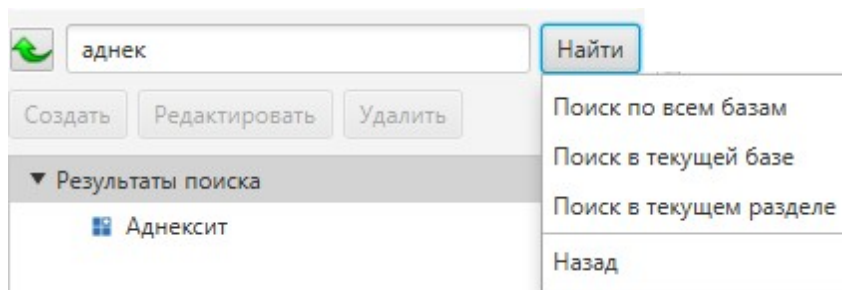 аднек
Найти
Создать
Редактировать
Удалить
Поиск по всем базам
Поиск в текущей базе
Поиск в текущем разделе
Назад
Результаты поиска
Аднексит